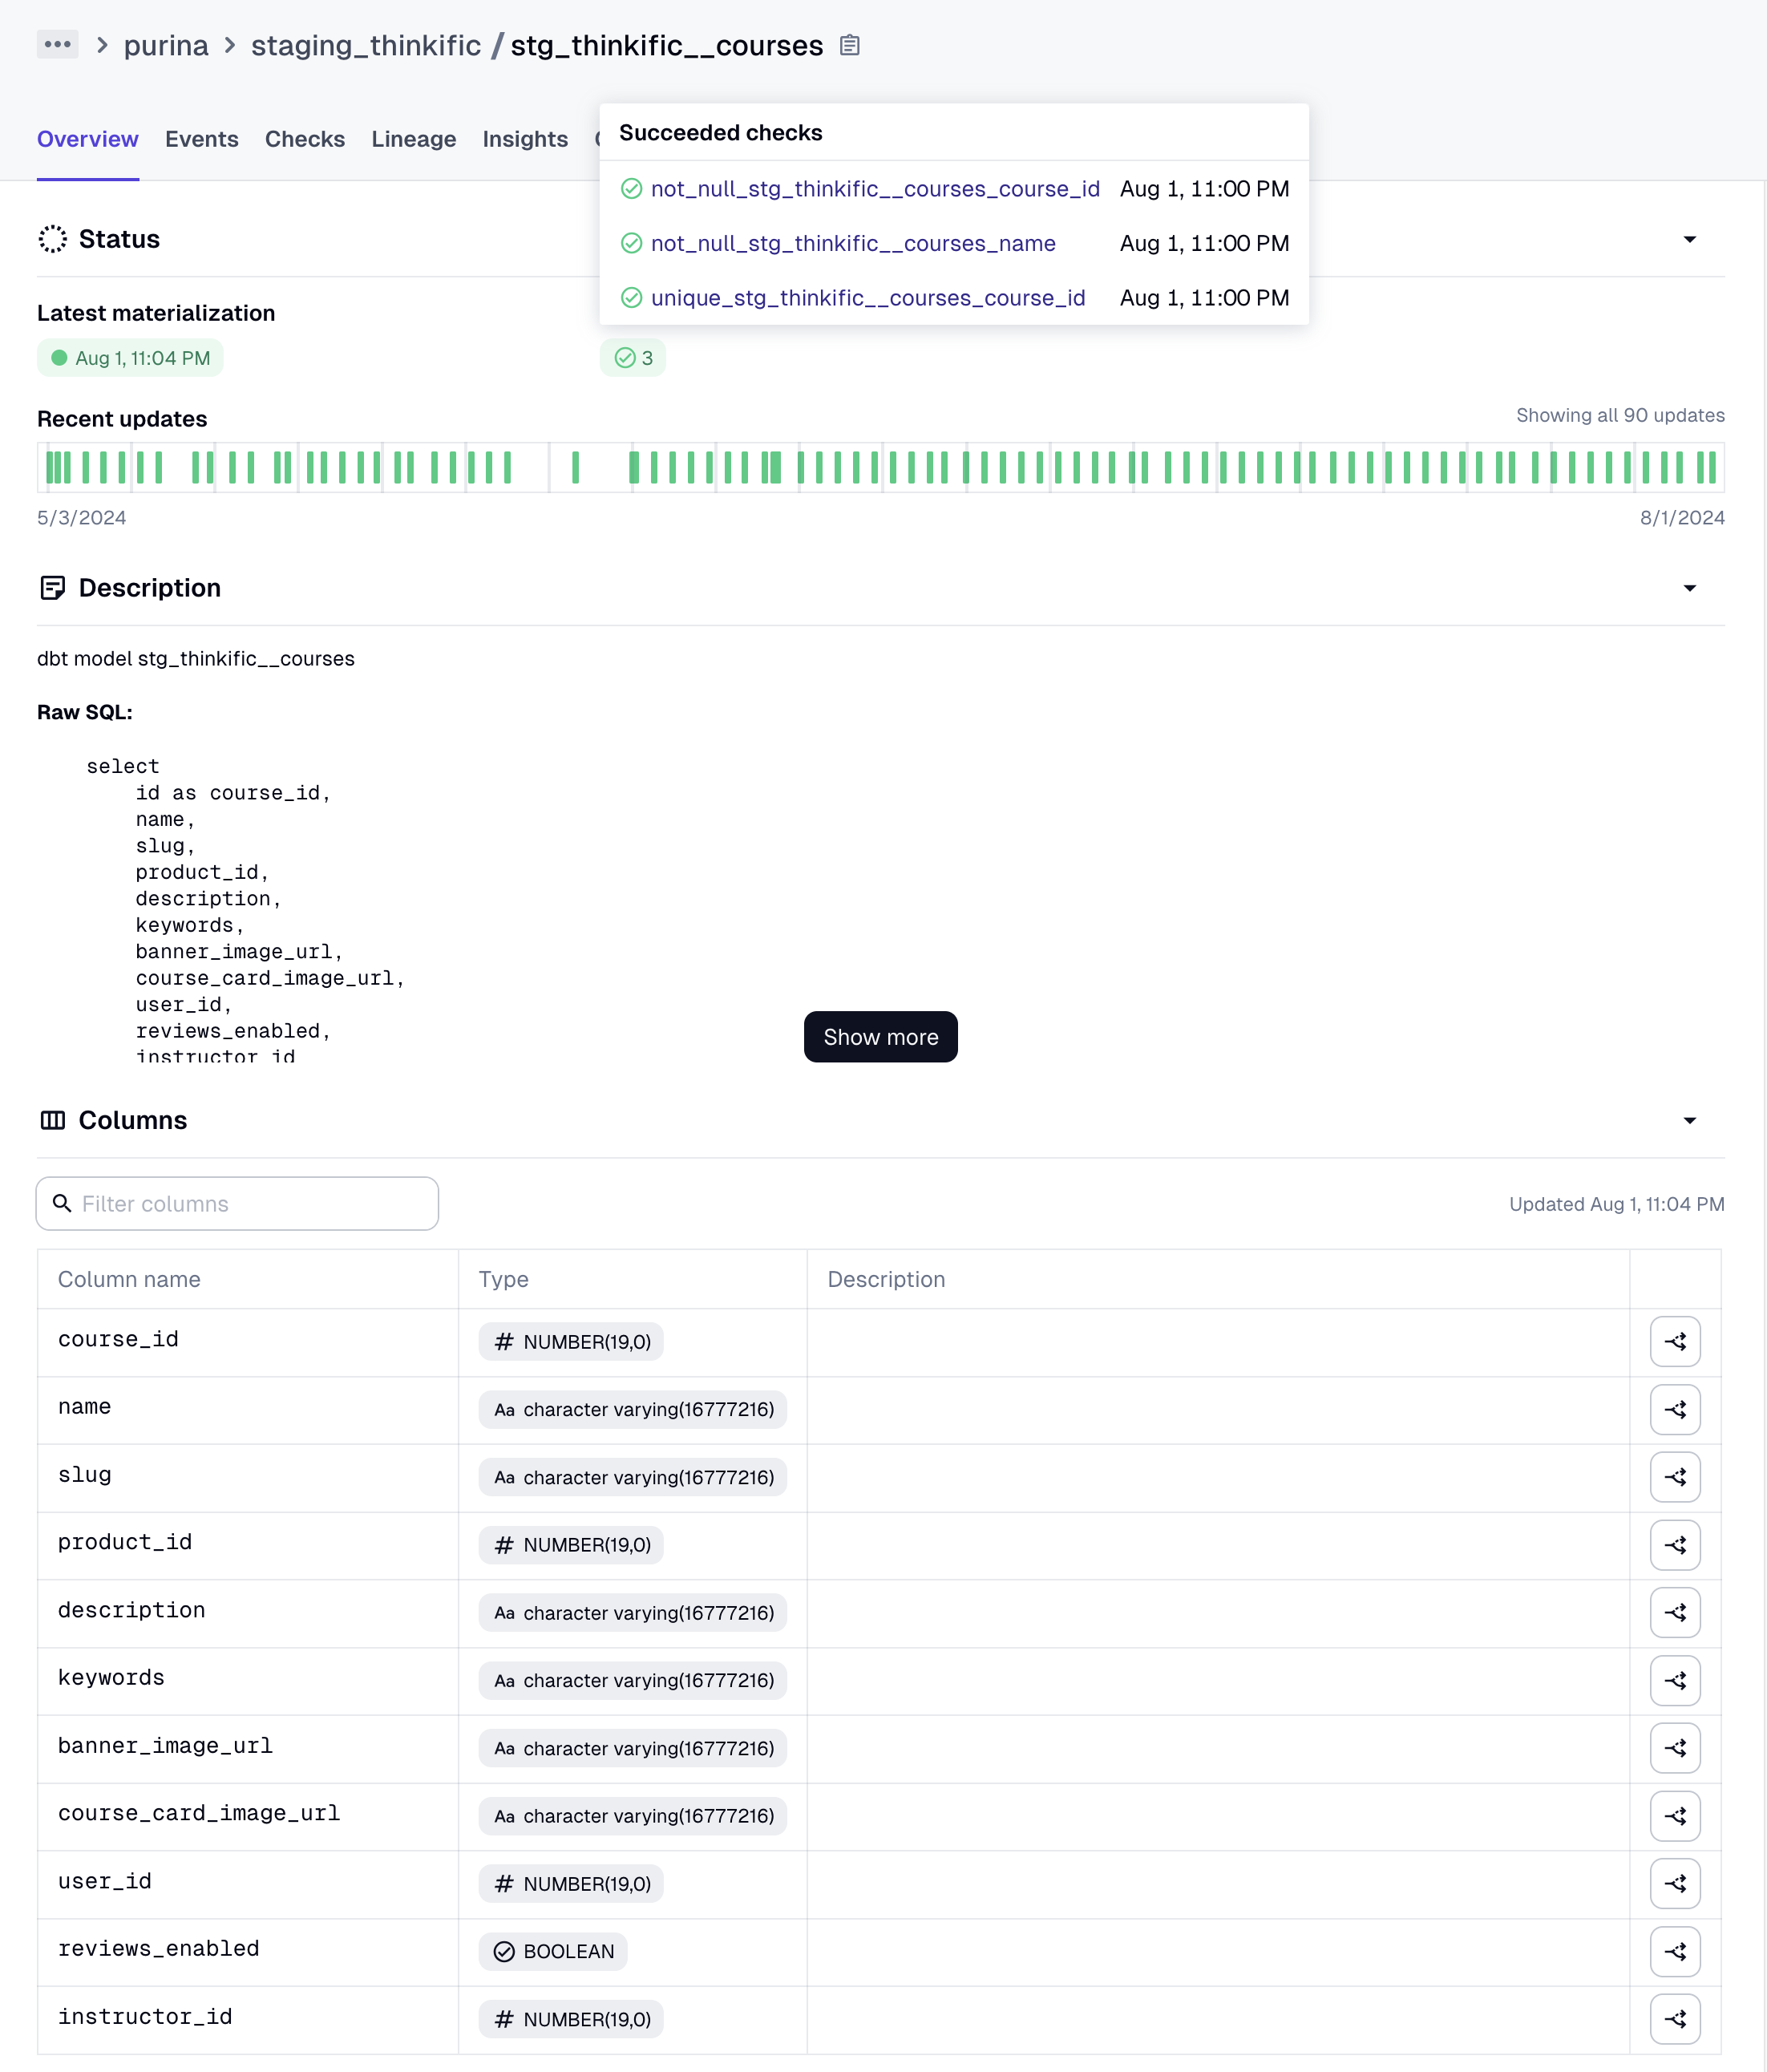 purina > staging_thinkific / stg_thinkific__courses
Overview Events Checks Lineage Insights
Succeeded checks
not_null_stg_thinkific__courses_course_id Aug 1, 11:00 PM
not_null_stg_thinkific__courses_name Aug 1, 11:00 PM
unique_stg_thinkific__courses_course_id Aug 1, 11:00 PM
Status
Latest materialization
Aug 1, 11:04 PM 3
Recent updates Showing all 90 updates
5/3/2024 8/1/2024
Description
dbt model stg_thinkific__courses
Raw SQL:
select
id as course_id,
name,
slug,
product_id,
description,
keywords,
banner_image_url,
course_card_image_url,
user_id,
reviews_enabled,
instructor_id
Show more
Columns
Filter columns Updated Aug 1, 11:04 PM
Column name Type Description
course_id # NUMBER(19,0)
name Aa character varying(16777216)
slug Aa character varying(16777216)
product_id # NUMBER(19,0)
description Aa character varying(16777216)
keywords Aa character varying(16777216)
banner_image_url Aa character varying(16777216)
course_card_image_url Aa character varying(16777216)
user_id # NUMBER(19,0)
reviews_enabled BOOLEAN
instructor_id # NUMBER(19,0)